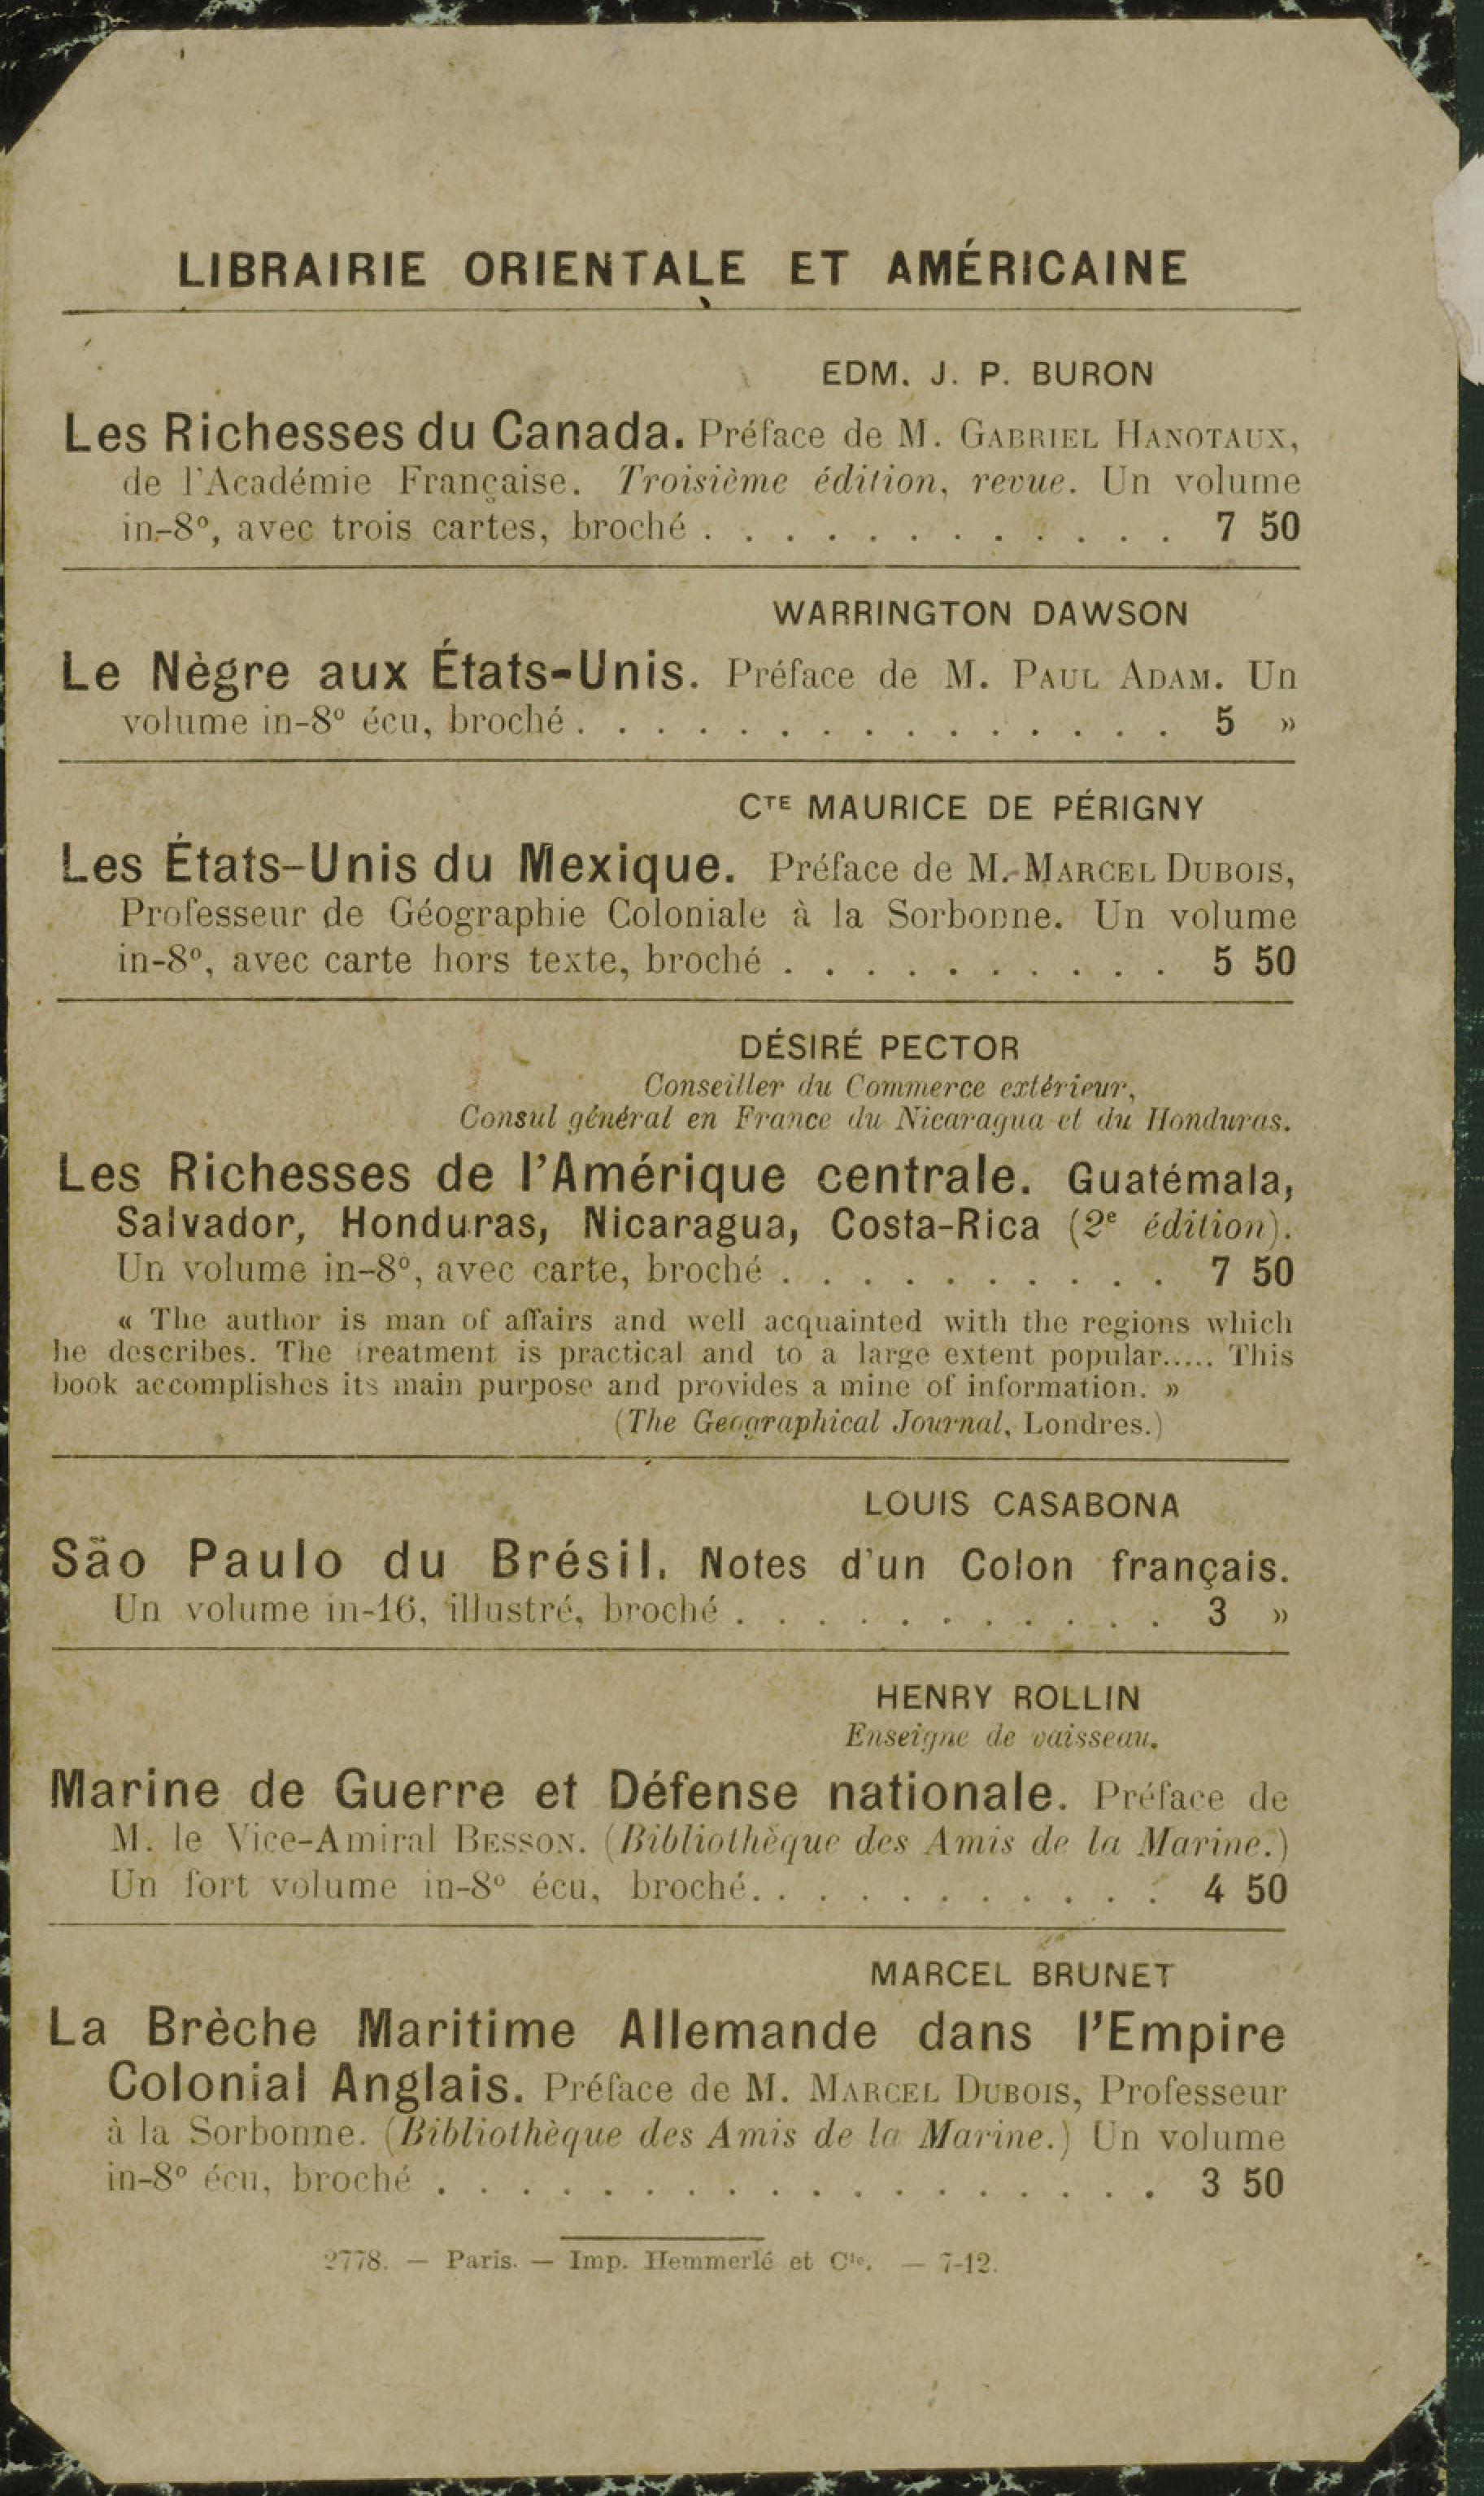 LIBRAIRIE ORIENTALE ET AMÉRICAINE
EDM. J. P. BURON
Les Richesses du Canada. Préface de M. GABRIEL HANOTAUX,
de l'Académie Française. Troisième édition, revue. Un volume
in-8º, avec trois cartes, broché . . . . . . . . . . . . 7 50
WARRINGTON DAWSON
Le Nègre aux États-Unis. Préface de M. PAUL ADAM. Un
volume in-8º écu, broché . . . . . . . . . . . . . . . 5 »
CTE MAURICE DE PÉRIGNY
Les États-Unis du Mexique. Préface de M. MARCEL DUBOIS,
Professeur de Géographie Coloniale à la Sorbonne. Un volume
in-8º, avec carte hors texte, broché . . . . . . . . . . 5 50
DÉSIRÉ PECTOR
Conseiller du Commerce extérieur,
Consul général en France du Nicaragua et du Honduras.
Les Richesses de l'Amérique centrale. Guatémala,
Salvador, Honduras, Nicaragua, Costa-Rica (2e édition).
Un volume in-8º, avec carte, broché . . . . . . . . . . 7 50
« The author is man of affairs and well acquainted with the regions which
he describes. The treatment is practical and to a large extent popular..... This
book accomplishes its main purpose and provides a mine of information. »
(The Geographical Journal, Londres.)
LOUIS CASABONA
São Paulo du Brésil. Notes d'un Colon français.
Un volume in-16, illustré, broché . . . . . . . . . . . 3 »
HENRY ROLLIN
Enseigne de vaisseau.
Marine de Guerre et Défense nationale. Préface de
M. le Vice-Amiral BESSON. (Bibliothèque des Amis de la Marine.)
Un fort volume in-8º écu, broché. . . . . . . . . . . 4 50
MARCEL BRUNET
La Brèche Maritime Allemande dans l'Empire
Colonial Anglais. Préface de M. MARCEL DUBOIS, Professeur
à la Sorbonne. (Bibliothèque des Amis de la Marine.) Un volume
in-8º écu, broché . . . . . . . . . . . . . . . . . . 3 50
2778. — Paris. — Imp. Hemmerlé et Cie. — 7-12.